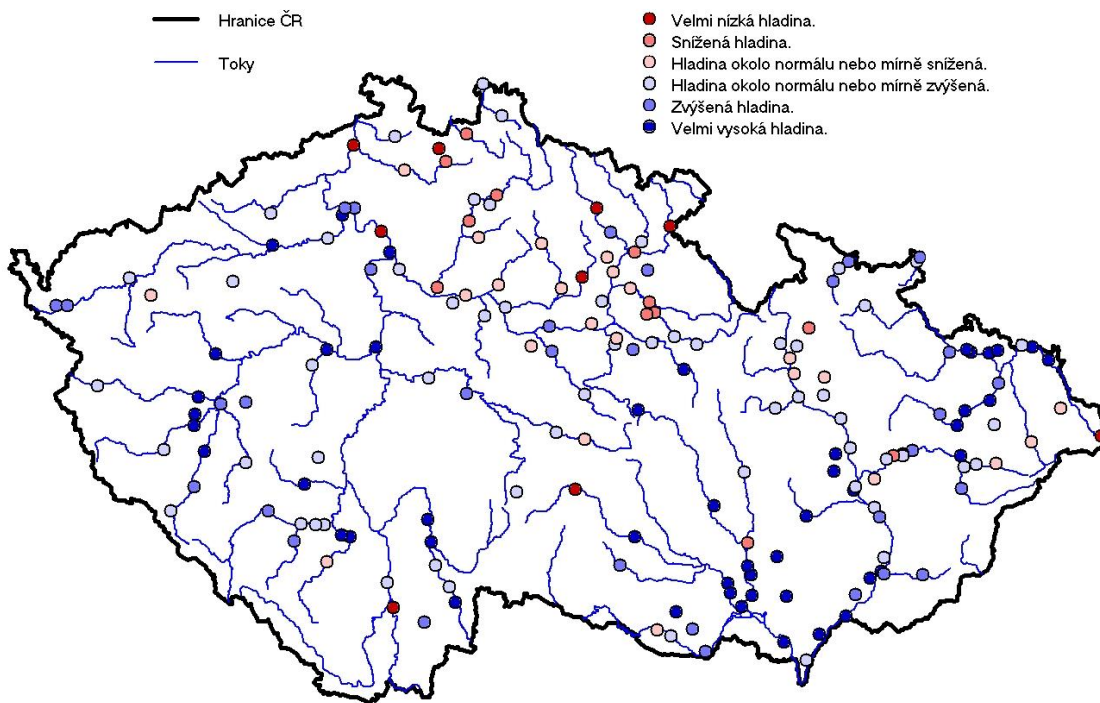 Hranice ČR
Toky
Velmi nízká hladina.
Snížená hladina.
Hladina okolo normálu nebo mírně snížená.
Hladina okolo normálu nebo mírně zvýšená.
Zvýšená hladina.
Velmi vysoká hladina.